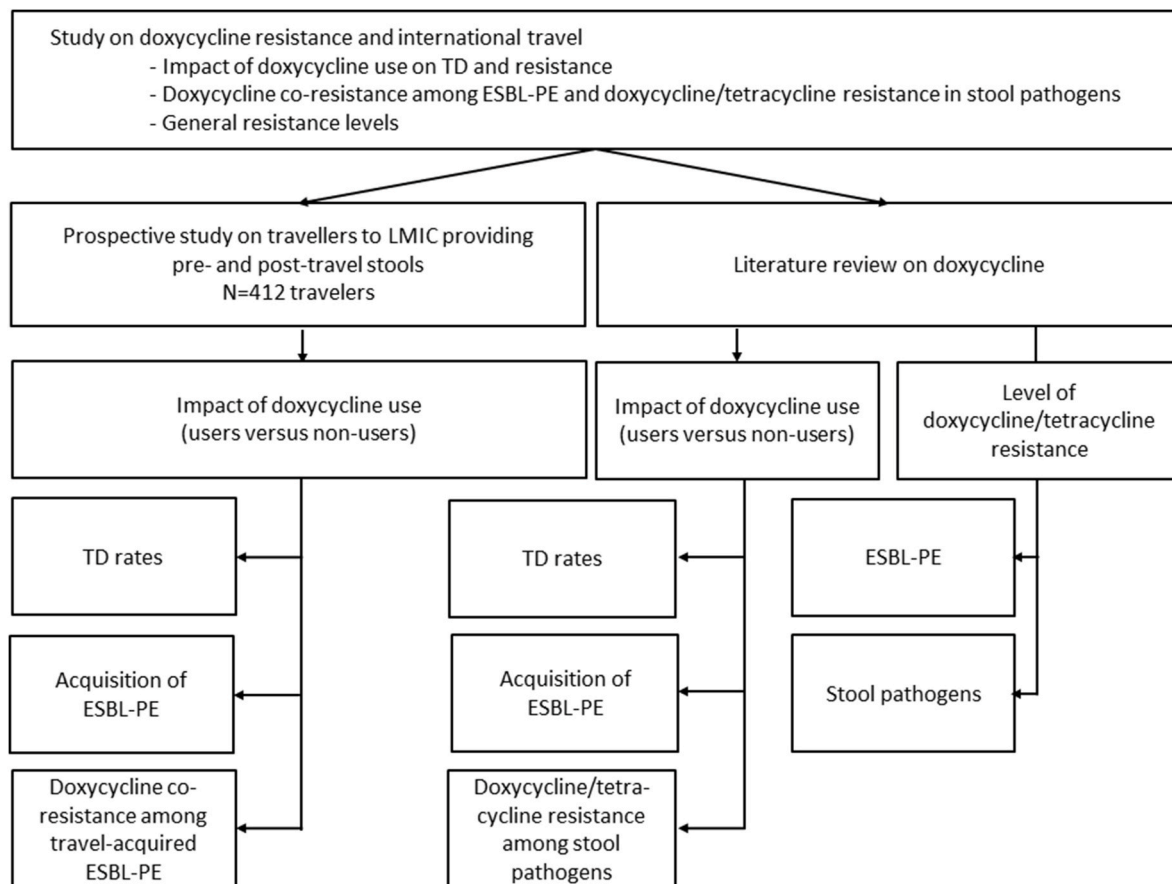 Study on doxycycline resistance and international travel
- Impact of doxycycline use on TD and resistance
- Doxycycline co-resistance among ESBL-PE and doxycycline/tetracycline resistance in stool pathogens
- General resistance levels
Prospective study on travellers to LMIC providing
pre- and post-travel stools
N=412 travelers
Literature review on doxycycline
Impact of doxycycline use
(users versus non-users)
Impact of doxycycline use
(users versus non-users)
Level of
doxycycline/tetracycline
resistance
TD rates
Acquisition of
ESBL-PE
Doxycycline co-
resistance among
travel-acquired
ESBL-PE
TD rates
Acquisition of
ESBL-PE
Doxycycline/tetra-
cycline resistance
among stool
pathogens
ESBL-PE
Stool pathogens